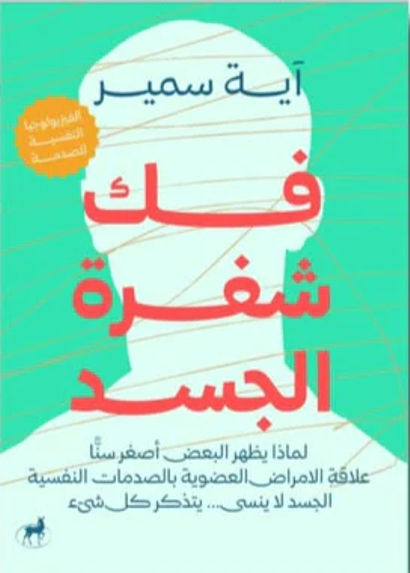 آية سمير
الفيزيولوجيا
النفسية
للصدمة
فك
شفرة
الجسد
لماذا يظهر البعض أصغر سنًّا
علاقة الامراض العضوية بالصدمات النفسية
الجسد لا ينسى... يتذكر كل شيء